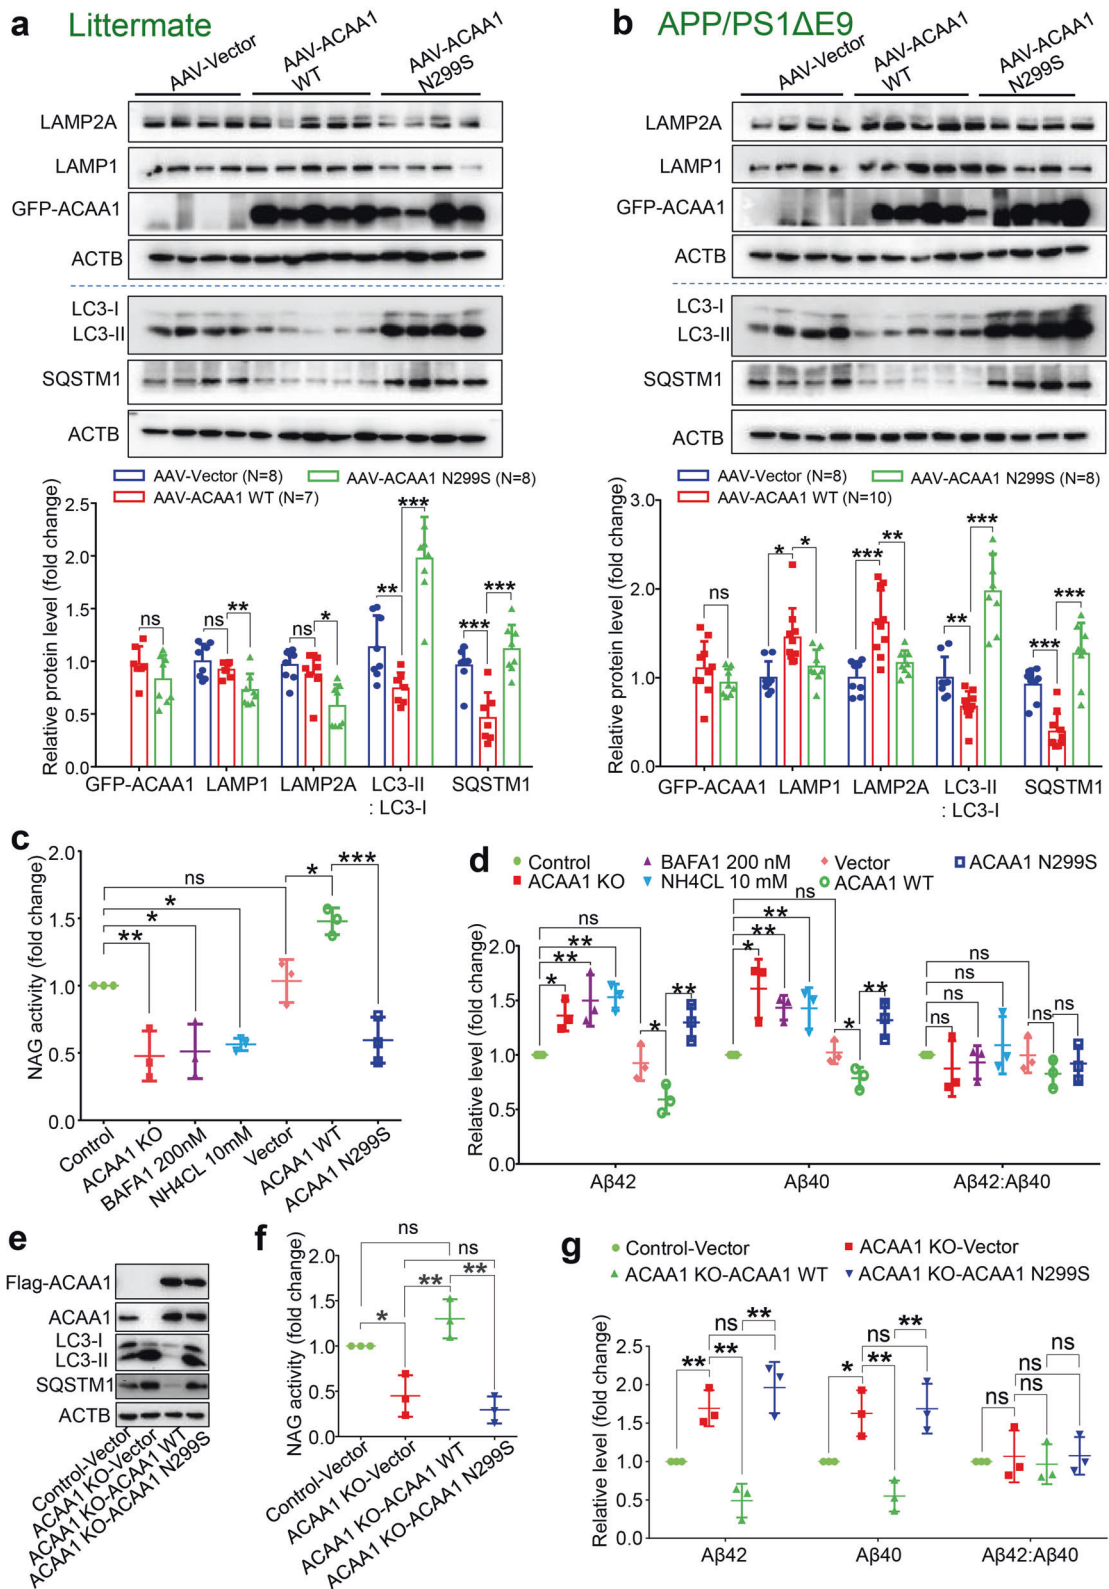 a Littermate
AAV-Vector
AAV-ACAA1
WT
AAV-ACAA1
N299S
LAMP2A
LAMP1
GFP-ACAA1
ACTB
LC3-I
LC3-II
SQSTM1
ACTB
AAV-Vector (N=8)
AAV-ACAA1 N299S (N=8)
AAV-ACAA1 WT (N=7)
Relative protein level (fold change)
2.5
2.0
1.5
1.0
0.5
0.0
ns
ns
**
ns
*
**
***
***
***
GFP-ACAA1
LAMP1
LAMP2A
LC3-II
: LC3-I
SQSTM1
b APP/PS1ΔE9
AAV-Vector
AAV-ACAA1
WT
AAV-ACAA1
N299S
LAMP2A
LAMP1
GFP-ACAA1
ACTB
LC3-I
LC3-II
SQSTM1
ACTB
AAV-Vector (N=8)
AAV-ACAA1 N299S (N=8)
AAV-ACAA1 WT (N=10)
Relative protein level (fold change)
3.0
2.0
1.0
0.0
ns
*
*
***
**
**
***
***
***
GFP-ACAA1
LAMP1
LAMP2A
LC3-II
: LC3-I
SQSTM1
c
NAG activity (fold change)
2.0
1.5
1.0
0.5
0.0
ns
*
*
**
*
***
Control
ACAA1 KO
BAFA1 200nM
NH4CL 10mM
Vector
ACAA1 WT
ACAA1 N299S
d
Control
BAFA1 200 nM
Vector
ACAA1 N299S
ACAA1 KO
NH4CL 10 mM
ACAA1 WT
Relative level (fold change)
2.0
1.5
1.0
0.5
0.0
ns
**
**
*
*
**
ns
**
**
*
*
**
ns
ns
ns
ns
ns
ns
Aβ42
Aβ40
Aβ42:Aβ40
e
Flag-ACAA1
ACAA1
LC3-I
LC3-II
SQSTM1
ACTB
Control-Vector
ACAA1 KO-Vector
ACAA1 KO-ACAA1 WT
ACAA1 KO-ACAA1 N299S
f
NAG activity (fold change)
2.0
1.5
1.0
0.5
0.0
ns
ns
**
**
*
Control-Vector
ACAA1 KO-Vector
ACAA1 KO-ACAA1 WT
ACAA1 KO-ACAA1 N299S
g
Control-Vector
ACAA1 KO-Vector
ACAA1 KO-ACAA1 WT
ACAA1 KO-ACAA1 N299S
Relative level (fold change)
2.5
2.0
1.5
1.0
0.5
0.0
**
ns
**
**
*
ns
**
**
ns
ns
ns
ns
Aβ42
Aβ40
Aβ42:Aβ40